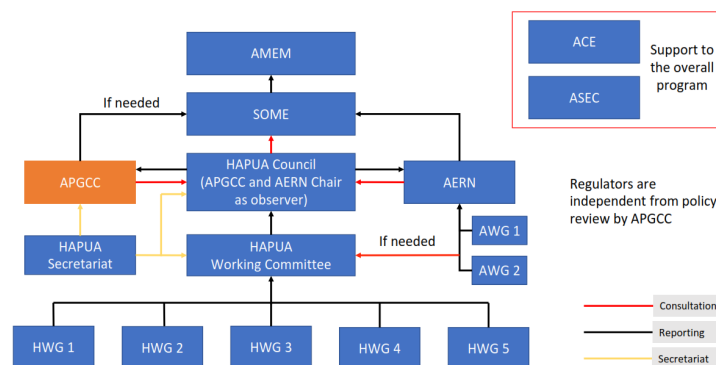 AMEM
ACE
Support to
the overall
program
ASEC
If needed
SOME
APGCC
HAPUA Council
(APGCC and AERN Chair
as observer)
AERN
Regulators are
independent from policy
review by APGCC
HAPUA
Secretariat
HAPUA
Working Committee
If needed
AWG 1
AWG 2
HWG 1
HWG 2
HWG 3
HWG 4
HWG 5
Consultation
Reporting
Secretariat